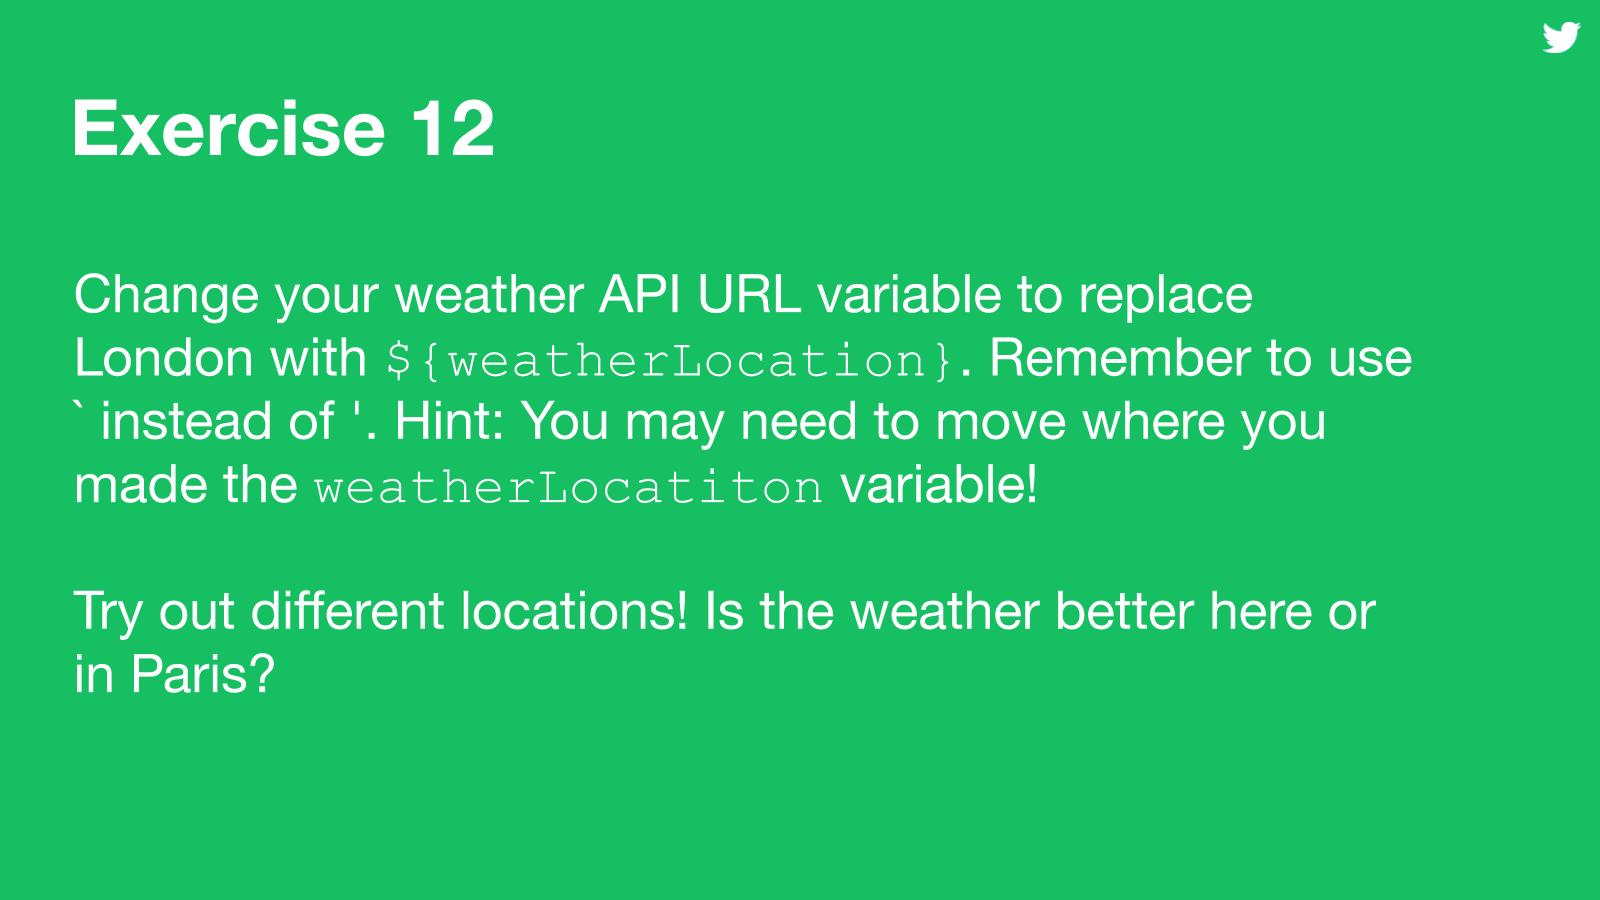 Exercise 12
Change your weather API URL variable to replace
London with ${weatherLocation}. Remember to use
` instead of '. Hint: You may need to move where you
made the weatherLocatiton variable!
Try out different locations! Is the weather better here or
in Paris?